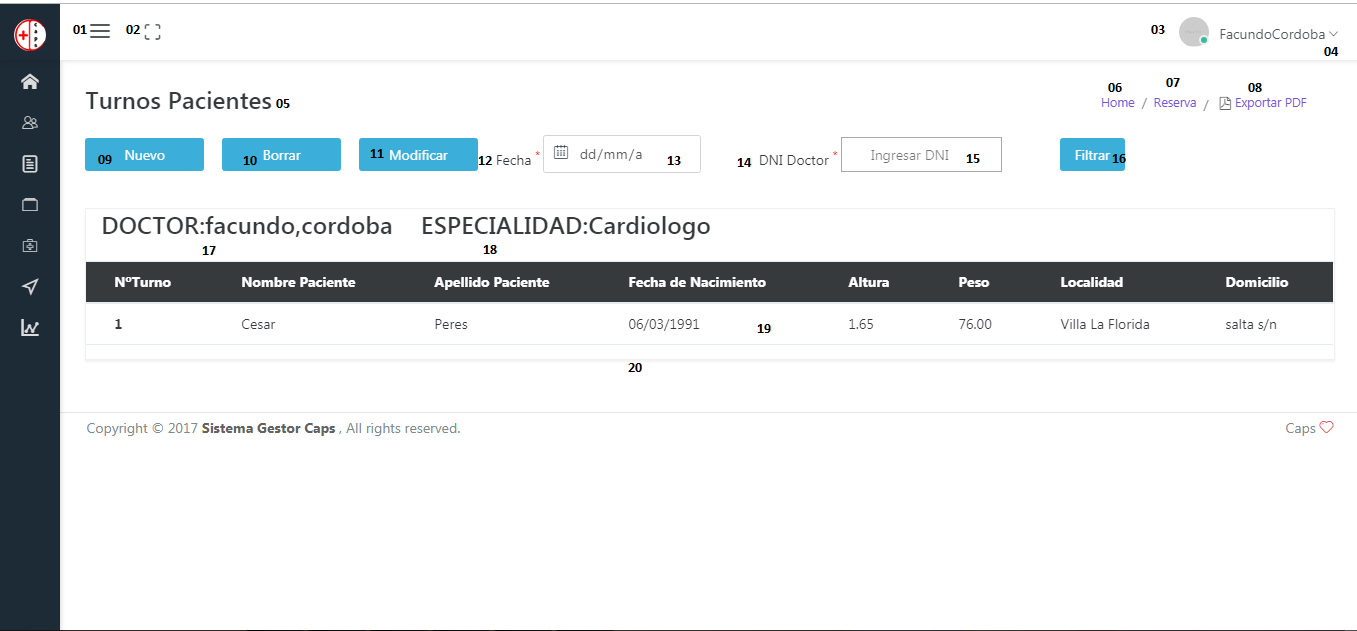 01 02 03 FacundoCordoba
04
Turnos Pacientes 05
06 07 08
Home / Reserva / Exportar PDF
09 Nuevo 10 Borrar 11 Modificar 12 Fecha * dd/mm/a 13 14 DNI Doctor * Ingresar DNI 15 Filtrar 16
DOCTOR:facundo,cordoba ESPECIALIDAD:Cardiologo
17 18
NºTurno Nombre Paciente Apellido Paciente Fecha de Nacimiento Altura Peso Localidad Domicilio
1 Cesar Peres 06/03/1991 19 1.65 76.00 Villa La Florida salta s/n
20
Copyright © 2017 Sistema Gestor Caps , All rights reserved. Caps